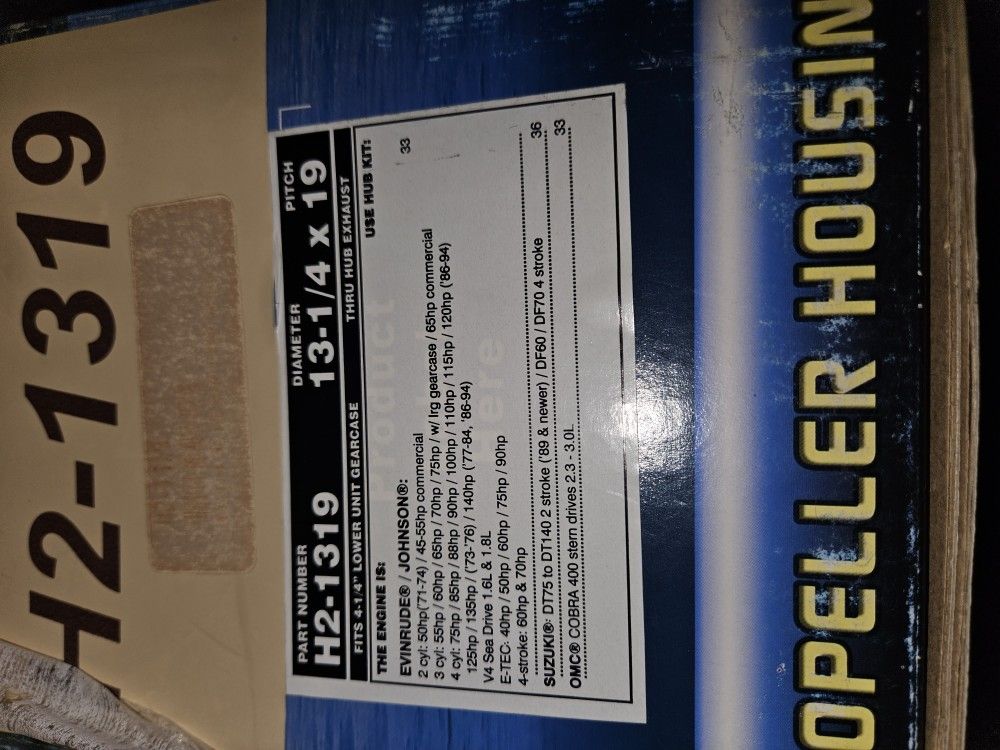 H2-1319
PART NUMBER DIAMETER PITCH
H2-1319 13-1/4 x 19
FITS 4-1/4" LOWER UNIT GEARCASE THRU HUB EXHAUST
THE ENGINE IS: USE HUB KIT:
EVINRUDE® / JOHNSON®: 33
2 cyl: 50hp('71-74) / 45-55hp commercial
3 cyl: 55hp / 60hp / 65hp / 70hp / 75hp / w/ lrg gearcase / 65hp commercial
4 cyl: 75hp / 85hp / 88hp / 90hp / 100hp / 110hp / 115hp / 120hp ('86-94)
125hp / 135hp / ('73-'76) / 140hp ('77-84, '86-94)
V4 Sea Drive 1.6L & 1.8L
E-TEC: 40hp / 50hp / 60hp / 75hp / 90hp
4-stroke: 60hp & 70hp
SUZUKI®: DT75 to DT140 2 stroke ('89 & newer) / DF60 / DF70 4 stroke 36
OMC® COBRA 400 stern drives 2.3 - 3.0L 33
Product
Here
OPELLER HOUSIN